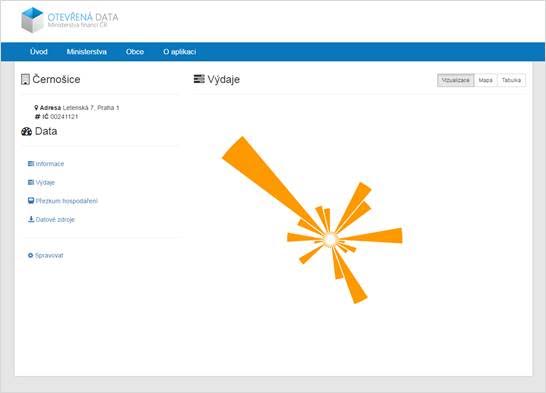 OTEVŘENÁ DATA
Ministerstva financí ČR
Úvod Ministerstva Obce O aplikaci
Černošice
Adresa Letenská 7, Praha 1
# IČ 00241121
Data
Informace
Výdaje
Přezkum hospodaření
Datové zdroje
Spravovat
Výdaje
Vizualizace Mapa Tabulka